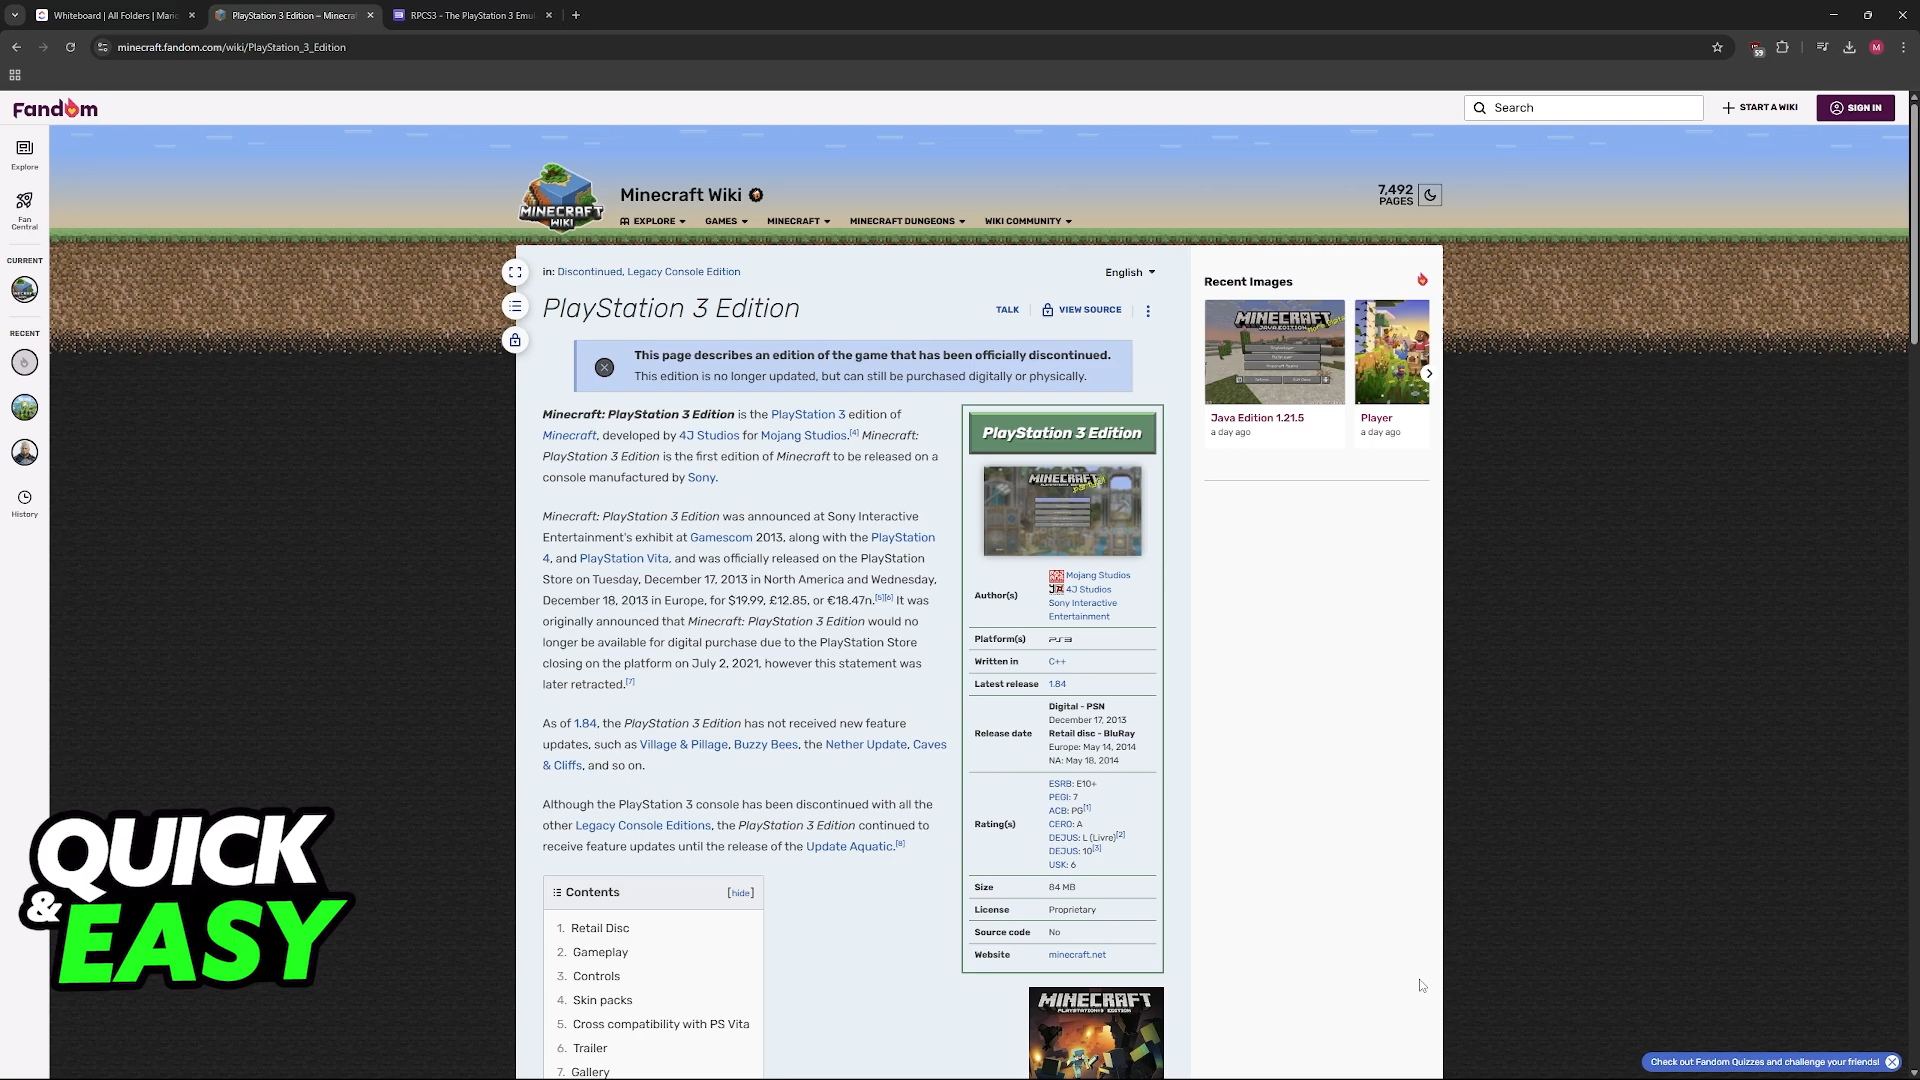 Whiteboard | All Folders | Maric
PlayStation 3 Edition – Minecraf
RPCS3 - The PlayStation 3 Emul
minecraft.fandom.com/wiki/PlayStation_3_Edition
59
M
Fandom
Search
START A WIKI
SIGN IN
Explore
Fan
Central
CURRENT
RECENT
History
MINECRAFT
WIKI
Minecraft Wiki
7,492
PAGES
EXPLORE
GAMES
MINECRAFT
MINECRAFT DUNGEONS
WIKI COMMUNITY
in: Discontinued, Legacy Console Edition
English
PlayStation 3 Edition
TALK
VIEW SOURCE
This page describes an edition of the game that has been officially discontinued.
This edition is no longer updated, but can still be purchased digitally or physically.
Minecraft: PlayStation 3 Edition is the PlayStation 3 edition of
Minecraft, developed by 4J Studios for Mojang Studios.[4] Minecraft:
PlayStation 3 Edition is the first edition of Minecraft to be released on a
console manufactured by Sony.
Minecraft: PlayStation 3 Edition was announced at Sony Interactive
Entertainment's exhibit at Gamescom 2013, along with the PlayStation
4, and PlayStation Vita, and was officially released on the PlayStation
Store on Tuesday, December 17, 2013 in North America and Wednesday,
December 18, 2013 in Europe, for $19.99, £12.85, or €18.47n.[5][6] It was
originally announced that Minecraft: PlayStation 3 Edition would no
longer be available for digital purchase due to the PlayStation Store
closing on the platform on July 2, 2021, however this statement was
later retracted.[7]
As of 1.84, the PlayStation 3 Edition has not received new feature
updates, such as Village & Pillage, Buzzy Bees, the Nether Update, Caves
& Cliffs, and so on.
Although the PlayStation 3 console has been discontinued with all the
other Legacy Console Editions, the PlayStation 3 Edition continued to
receive feature updates until the release of the Update Aquatic.[8]
Contents [hide]
1. Retail Disc
2. Gameplay
3. Controls
4. Skin packs
5. Cross compatibility with PS Vita
6. Trailer
7. Gallery
PlayStation 3 Edition
MINECRAFT
Author(s)
Mojang Studios
4J Studios
Sony Interactive
Entertainment
Platform(s) PS3
Written in C++
Latest release 1.84
Release date
Digital - PSN
December 17, 2013
Retail disc - BluRay
Europe: May 14, 2014
NA: May 18, 2014
Rating(s)
ESRB: E10+
PEGI: 7
ACB: PG[1]
CERO: A
DEJUS: L (Livre)[2]
DEJUS: 10[3]
USK: 6
Size 84 MB
License Proprietary
Source code No
Website minecraft.net
MINECRAFT
PLAYSTATION®3 EDITION
Recent Images
MINECRAFT
JAVA EDITION
Java Edition 1.21.5
a day ago
Player
a day ago
QUICK
& EASY
Check out Fandom Quizzes and challenge your friends!